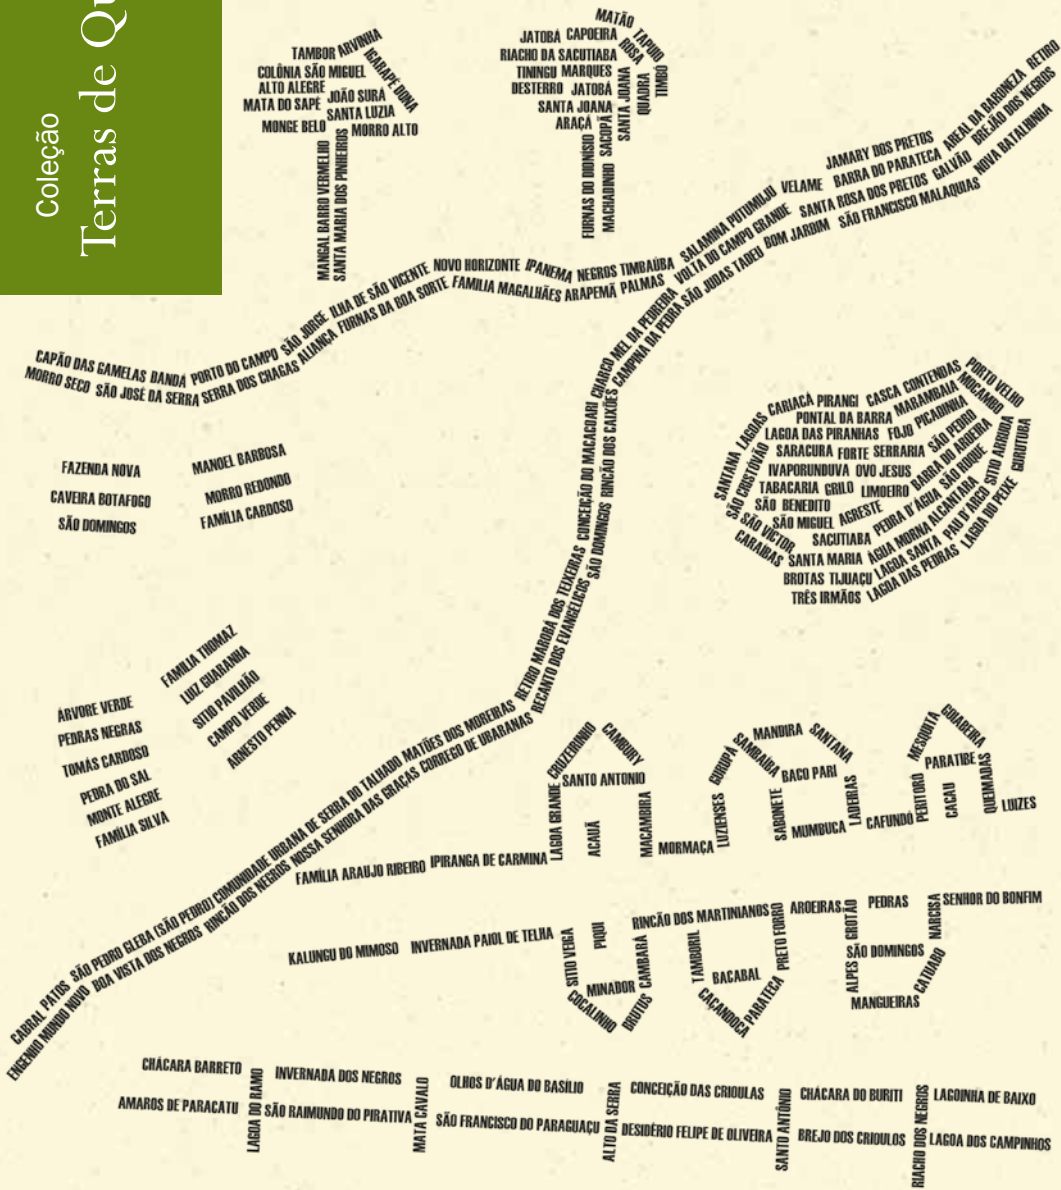 Coleção
Terras de Qu
TAMBOR
ARVINHA
IGARAPÉ DONA
COLÔNIA SÃO MIGUEL
ALTO ALEGRE
JOÃO SURÁ
MATA DO SAPÉ
SANTA LUZIA
MONGE BELO
MORRO ALTO
MANGAL BARRO VERMELHO
SANTA MARIA DOS PINHEIROS
MATÃO
TAPUIO
JATOBÁ CAPOEIRA
ROSA
RIACHO DA SACUTIABA
TIMBÓ
TININGU MARQUES
DESTERRO JATOBÁ
SANTA JOANA
QUADRA
SANTA JOANA
ARAÇÁ
SACOPÃ
FURNAS DO DIONÍSIO
MACHADINHO
CAPÃO DAS GAMELAS BANDÁ PORTO DO CAMPO SÃO JORGE ILHA DE SÃO VICENTE NOVO HORIZONTE IPANEMA NEGROS TIMBAÚBA SALAMINA PUTUMUJU VELAME BARRA DO PARATECA AREAL DA BARONEZA RETIRO
JAMARY DOS PRETOS
MORRO SECO SÃO JOSÉ DA SERRA SERRA DOS CHAGAS ALIANÇA FURNAS DA BOA SORTE FAMILIA MAGALHÃES ARAPEMÃ PALMAS VOLTA DO CAMPO GRANDE SANTA ROSA DOS PRETOS GALVÃO BREJÃO DOS NEGROS
CAMPINA DA PEDRA SÃO JUDAS TADEU BOM JARDIM SÃO FRANCISCO MALAQUIAS NOVA BATALHINHA
CABRAL PATOS SÃO PEDRO GLEBA (SÃO PEDRO) COMUNIDADE URBANA DE SERRA DO TALHADO MATÕES DOS MOREIRAS RETIRO MAROBÁ DOS TEIXEIRAS CONCEIÇÃO DO MACACOARI CHARCO MEL DA PEDREIRA
ENGENHO MUNDO NOVO BOA VISTA DOS NEGROS RINCÃO DOS NEGROS NOSSA SENHORA DAS GRAÇAS CORREGO DE UBARANAS RECANTO DOS EVANGÉLICOS SÃO DOMINGOS RINCÃO DOS CAIXÕES
FAZENDA NOVA
CAVEIRA BOTAFOGO
SÃO DOMINGOS
MANOEL BARBOSA
MORRO REDONDO
FAMÍLIA CARDOSO
SANTANA LAGOAS CARIACÁ PIRANGI CASCA CONTENDAS PORTO VELHO
PONTAL DA BARRA MARAMBAIA MOCAMBO
LAGOA DAS PIRANHAS FOJO PICADINHA
SÃO CRISTÓVÃO
SARACURA FORTE SERRARIA SÃO PEDRO
IVAPORUNDUVA OVO JESUS BARRA DO AROEIRA
TABACARIA GRILO LIMOEIRO SÃO ROQUE
SÃO BENEDITO
SÃO MIGUEL AGRESTE PEDRA D'ÁGUA
SÃO VICTOR
CARAIBAS
SACUTIABA
SANTA MARIA ÁGUA MORNA ALCANTARA SITIO ARRUDA
BROTAS TIJUAÇU LAGOA SANTA PAU D'ARCO GURUTUBA
TRÊS IRMÃOS LAGOA DAS PEDRAS LAGOA DO PEIXE
FAMILIA THOMAZ
LUIZ GUARANHA
SITIO PAVILHÃO
CAMPO VERDE
ARNESTO PENNA
ÁRVORE VERDE
PEDRAS NEGRAS
TOMÁS CARDOSO
PEDRA DO SAL
MONTE ALEGRE
FAMÍLIA SILVA
CRUZEIRINHO CAMBURY
SANTO ANTONIO
LAGOA GRANDE
ACAUÃ
MACAMBIRA
GURUPÁ
SAMBAÍBA
MANDIRA
SANTANA
BACO PARI
LUZIENSES
SABONETE
LADEIRAS
MESQUITA
GUABEIRA
PARATIBE
PERITORÓ
CACAU
QUEIMADAS
FAMÍLIA ARAUJO RIBEIRO IPIRANGA DE CARMINA MORMAÇA MUMBUCA CAFUNDÓ LUIZES
KALUNGU DO MIMOSO INVERNADA PAIOL DE TELHA RINCÃO DOS MARTINIANOS AROEIRAS PEDRAS SENHOR DO BONFIM
SITIO VEIGA
PIQUI
CAMBARÁ
MINADOR
COCALINHO
BRUTUS
TAMBORIL
PRETO FORRO
BACABAL
CAÇANDOCA
PARATECA
GROTÃO
NARCISA
SÃO DOMINGOS
ALPES
CATUABO
MANGUEIRAS
CHÁCARA BARRETO INVERNADA DOS NEGROS OLHOS D'ÁGUA DO BASÍLIO CONCEIÇÃO DAS CRIOULAS CHÁCARA DO BURITI LAGOINHA DE BAIXO
LAGOA DO RAMO
MATA CAVALO
ALTO DA SERRA
SANTO ANTÔNIO
RIACHO DOS NEGROS
AMAROS DE PARACATU SÃO RAIMUNDO DO PIRATIVA SÃO FRANCISCO DO PARAGUAÇU DESIDÉRIO FELIPE DE OLIVEIRA BREJO DOS CRIOULOS LAGOA DOS CAMPINHOS